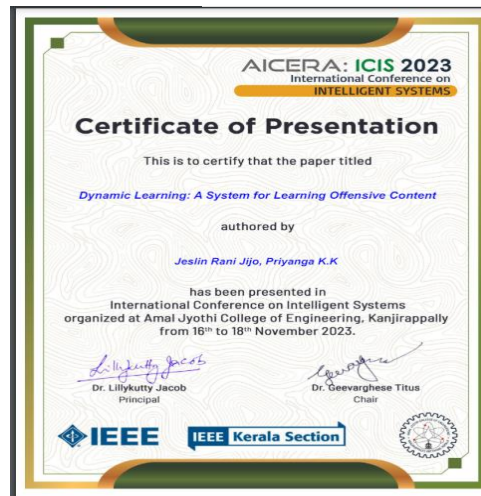 AICERA: ICIS 2023
International Conference on
INTELLIGENT SYSTEMS
Certificate of Presentation
This is to certify that the paper titled
Dynamic Learning: A System for Learning Offensive Content
authored by
Jeslin Rani Jijo, Priyanga K.K
has been presented in
International Conference on Intelligent Systems
organized at Amal Jyothi College of Engineering, Kanjirappally
from 16th to 18th November 2023.
Lillykutty Jacob
Dr. Lillykutty Jacob
Principal
Dr. Geevarghese Titus
Chair
IEEE
IEEE Kerala Section